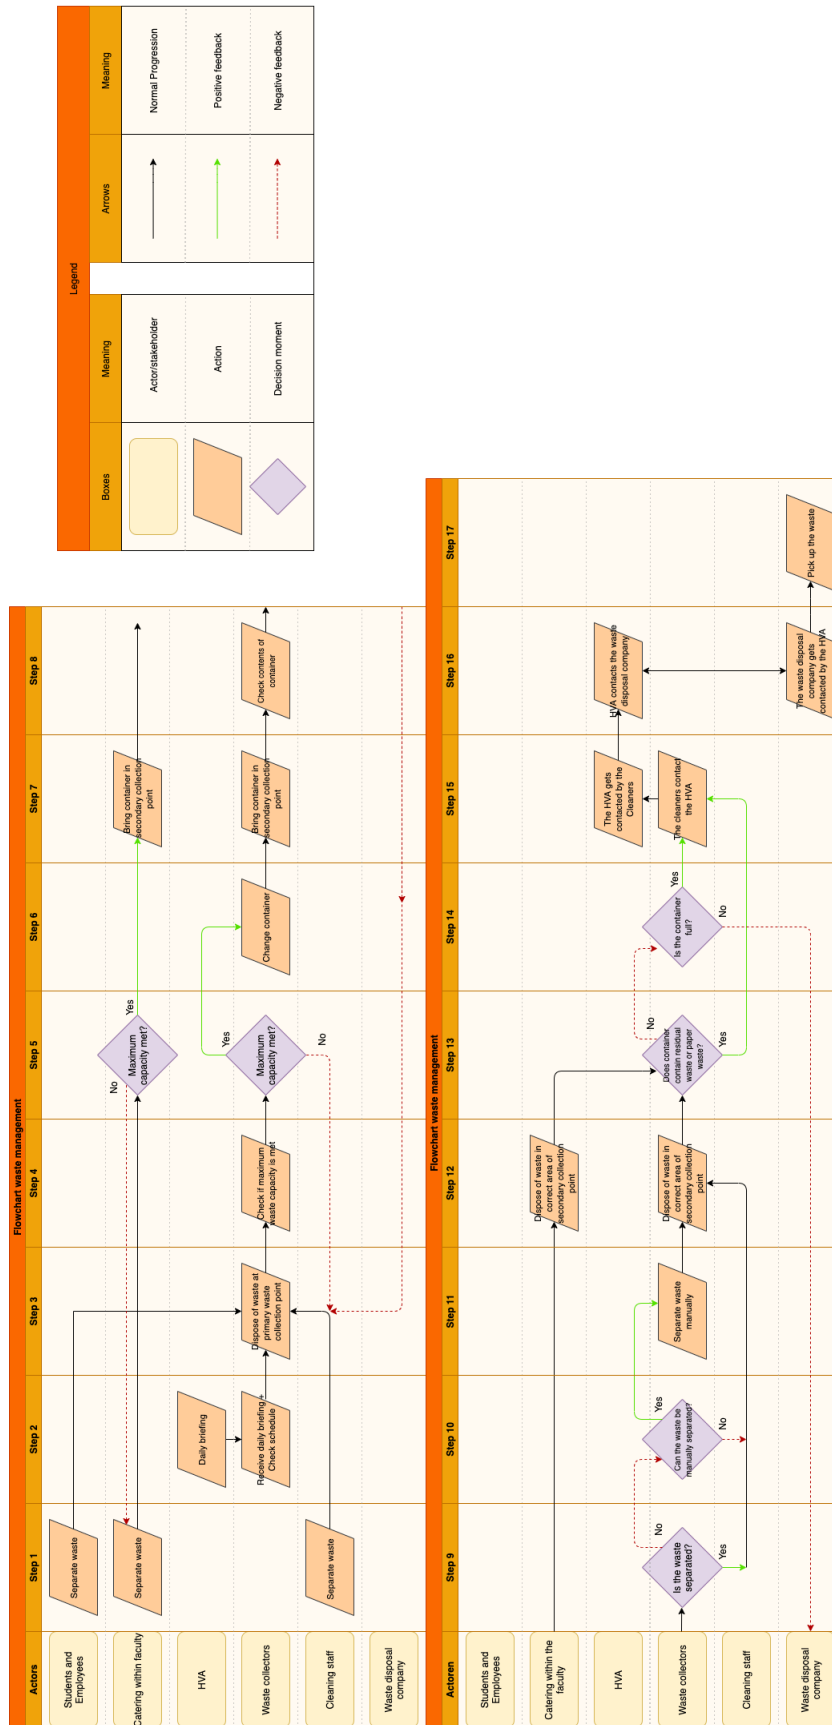 Legend
Boxes
Meaning
Arrows
Meaning
Actor/stakeholder
Normal Progression
Action
Positive feedback
Decision moment
Negative feedback
Flowchart waste management
Actors
Step 1
Step 2
Step 3
Step 4
Step 5
Step 6
Step 7
Step 8
Students and
Employees
Separate waste
Catering within faculty
Separate waste
No
Maximum
capacity met?
Yes
Bring container in
secondary collection
point
HVA
Daily briefing
Waste collectors
Receive daily briefing +
Check schedule
Dispose of waste at
primary waste
collection point
Check if maximum
waste capacity is met
Maximum
capacity met?
Yes
No
Change container
Bring container in
secondary collection
point
Check contents of
container
Cleaning staff
Separate waste
Waste disposal
company
Flowchart waste management
Actoren
Step 9
Step 10
Step 11
Step 12
Step 13
Step 14
Step 15
Step 16
Step 17
Students and
Employees
Catering within the
faculty
Dispose of waste in
correct area of
secondary collection
point
HVA
The HVA gets
contacted by the
Cleaners
HVA contacts the waste
disposal company
Waste collectors
Is the waste
separated?
No
Yes
Can the waste be
manually separated?
Yes
No
Separate waste
manually
Dispose of waste in
correct area of
secondary collection
point
Does container
contain residual
waste or paper
waste?
No
Yes
Is the container
full?
Yes
No
The cleaners contact
the HVA
Cleaning staff
Waste disposal
company
The waste disposal
company gets
contacted by the HVA
Pick up the waste